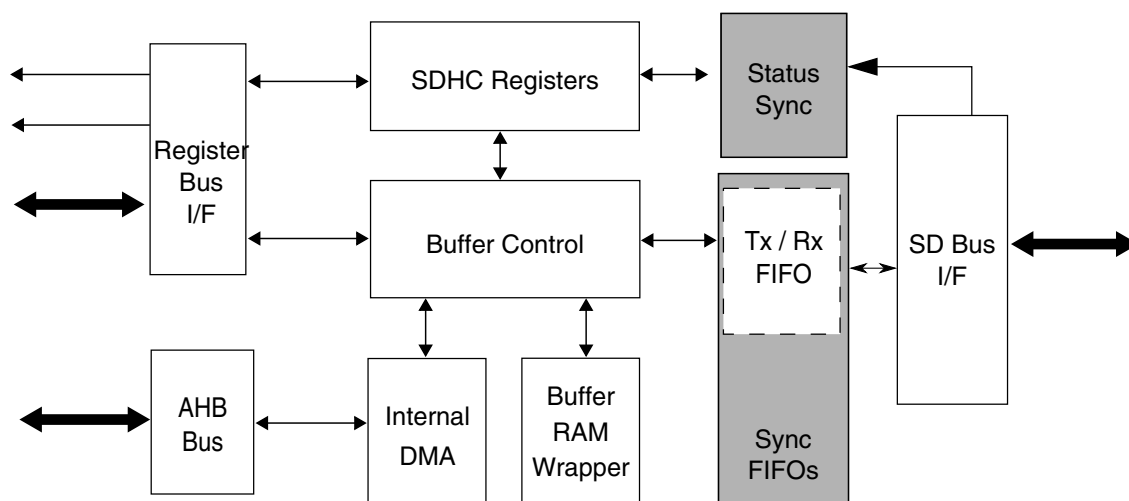 SDHC Registers
Status
Sync
Register
Bus
I/F
Buffer Control
Tx / Rx
FIFO
SD Bus
I/F
AHB
Bus
Internal
DMA
Buffer
RAM
Wrapper
Sync
FIFOs